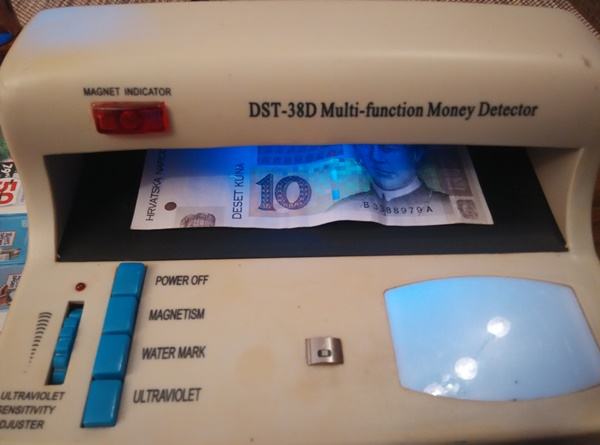 MAGNET INDICATOR
DST-38D Multi-function Money Detector
HRVATSKA
DESET KUNA
10
POWER OFF
MAGNETISM
WATER MARK
ULTRAVIOLET
ULTRAVIOLET
SENSITIVITY
ADJUSTER